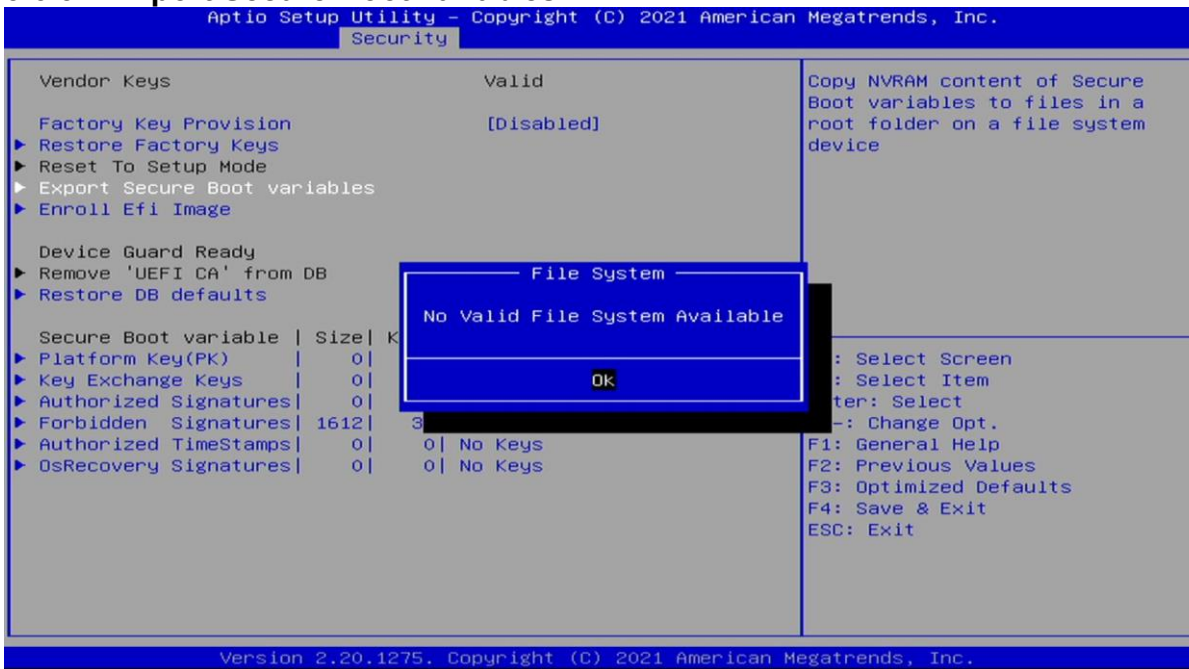 Aptio Setup Utility – Copyright (C) 2021 American Megatrends, Inc.
Security
Vendor Keys Valid
Factory Key Provision [Disabled]
Restore Factory Keys
Reset To Setup Mode
Export Secure Boot variables
Enroll Efi Image
Device Guard Ready
Remove 'UEFI CA' from DB
Restore DB defaults
Secure Boot variable | Size| K
Platform Key(PK) | 0|
Key Exchange Keys | 0|
Authorized Signatures| 0|
Forbidden Signatures| 1612| 3
Authorized TimeStamps| 0| 0| No Keys
OsRecovery Signatures| 0| 0| No Keys
File System
No Valid File System Available
Ok
Copy NVRAM content of Secure
Boot variables to files in a
root folder on a file system
device
: Select Screen
: Select Item
ter: Select
–: Change Opt.
F1: General Help
F2: Previous Values
F3: Optimized Defaults
F4: Save & Exit
ESC: Exit
Version 2.20.1275. Copyright (C) 2021 American Megatrends, Inc.